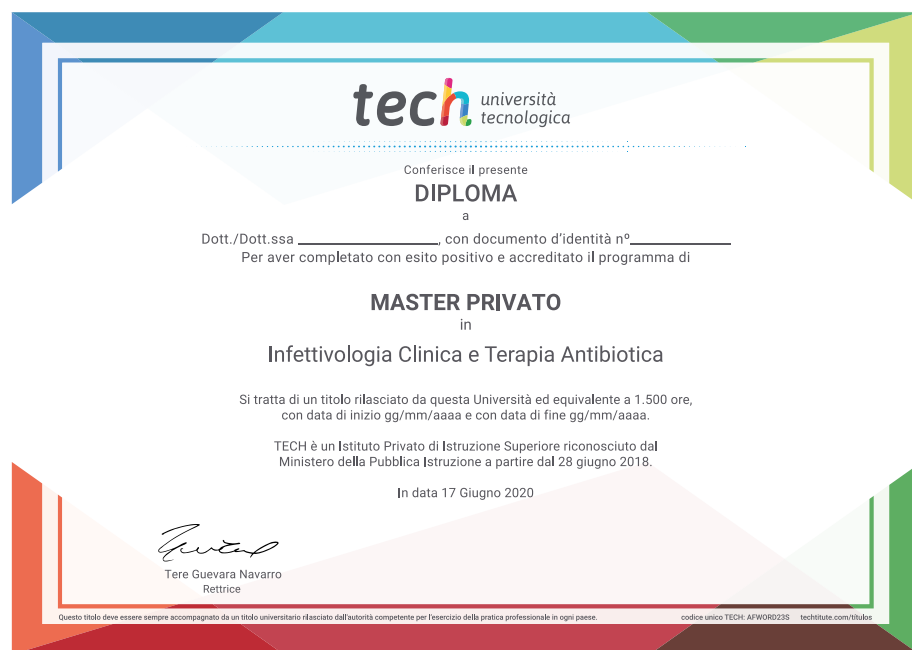 tech università
tecnologica
Conferisce il presente
DIPLOMA
a
Dott./Dott.ssa ____________________, con documento d'identità nº______________
Per aver completato con esito positivo e accreditato il programma di
MASTER PRIVATO
in
Infettivologia Clinica e Terapia Antibiotica
Si tratta di un titolo rilasciato da questa Università ed equivalente a 1.500 ore,
con data di inizio gg/mm/aaaa e con data di fine gg/mm/aaaa.
TECH è un Istituto Privato di Istruzione Superiore riconosciuto dal
Ministero della Pubblica Istruzione a partire dal 28 giugno 2018.
In data 17 Giugno 2020
Tere Guevara Navarro
Rettrice
Questo titolo deve essere sempre accompagnato da un titolo universitario rilasciato dall'autorità competente per l'esercizio della pratica professionale in ogni paese. codice unico TECH: AFWORD23S techtitute.com/títulos